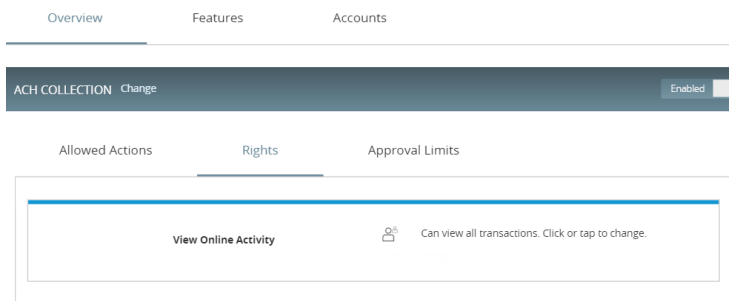 Overview Features Accounts
ACH COLLECTION Change Enabled
Allowed Actions Rights Approval Limits
View Online Activity Can view all transactions. Click or tap to change.